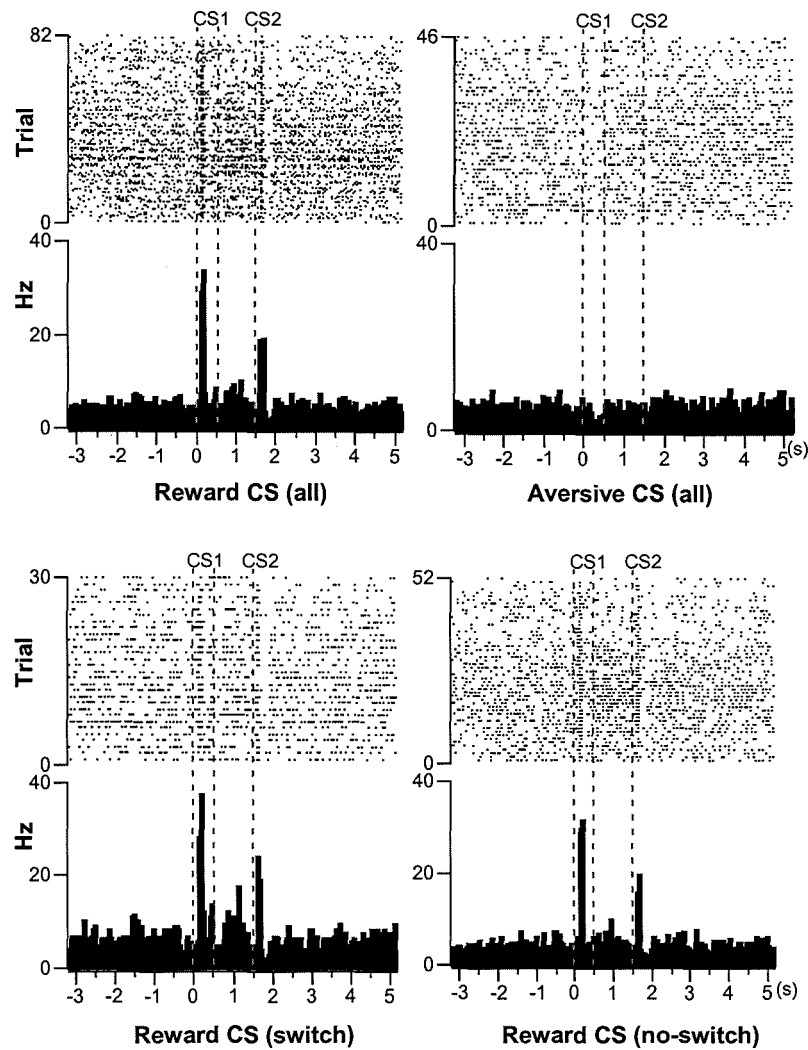 CS1 CS2
82
Trial
0
40
Hz
20
0
-3 -2 -1 0 1 2 3 4 5
Reward CS (all)
CS1 CS2
46
0
40
20
0
-3 -2 -1 0 1 2 3 4 5 (s)
Aversive CS (all)
CS1 CS2
30
Trial
0
40
Hz
20
0
-3 -2 -1 0 1 2 3 4 5
Reward CS (switch)
CS1 CS2
52
0
40
20
0
-3 -2 -1 0 1 2 3 4 5 (s)
Reward CS (no-switch)